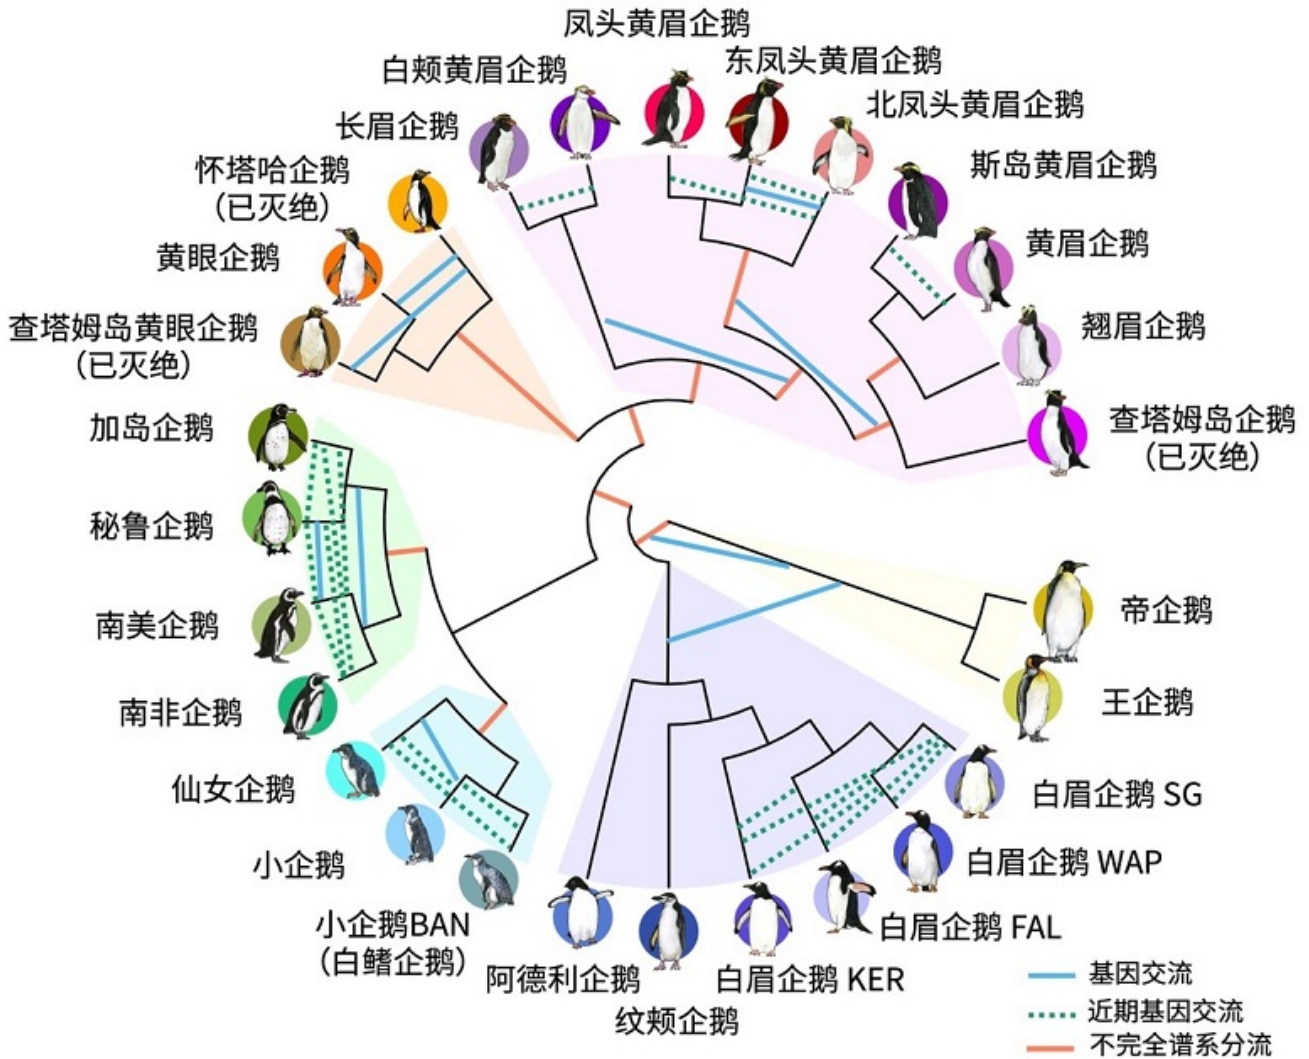 凤头黄眉企鹅
东凤头黄眉企鹅
白颊黄眉企鹅
北凤头黄眉企鹅
长眉企鹅
斯岛黄眉企鹅
怀塔哈企鹅
（已灭绝）
黄眉企鹅
黄眼企鹅
翘眉企鹅
查塔姆岛黄眼企鹅
（已灭绝）
查塔姆岛企鹅
（已灭绝）
加岛企鹅
秘鲁企鹅
南美企鹅
帝企鹅
南非企鹅
王企鹅
仙女企鹅
白眉企鹅 SG
小企鹅
白眉企鹅 WAP
小企鹅BAN
（白鳍企鹅）
白眉企鹅 FAL
阿德利企鹅
白眉企鹅 KER
纹颊企鹅
基因交流
近期基因交流
不完全谱系分流